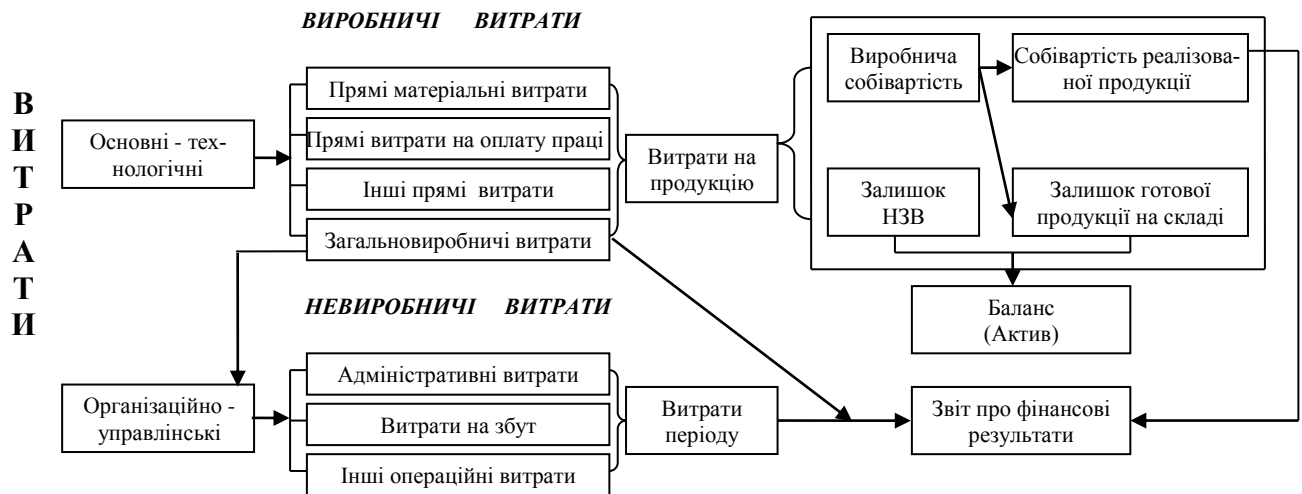 ВИРОБНИЧІ ВИТРАТИ
ВИТРАТИ
Основні - тех-
нологічні
Прямі матеріальні витрати
Прямі витрати на оплату праці
Інші прямі витрати
Загальновиробничі витрати
Витрати на
продукцію
Виробнича
собівартість
Собівартість реалізова-
ної продукції
Залишок
НЗВ
Залишок готової
продукції на складі
Баланс
(Актив)
НЕВИРОБНИЧІ ВИТРАТИ
Організаційно -
управлінські
Адміністративні витрати
Витрати на збут
Інші операційні витрати
Витрати
періоду
Звіт про фінансові
результати